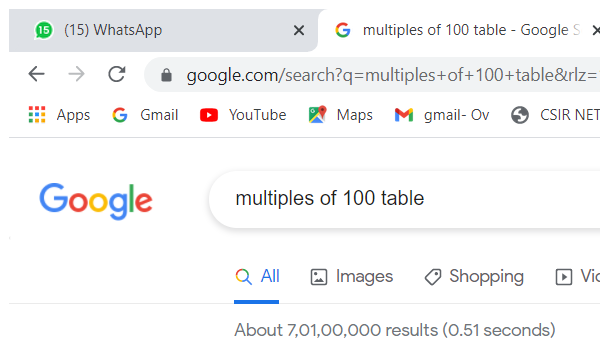 15 (15) WhatsApp × G multiples of 100 table - Google S
google.com/search?q=multiples+of+100+table&rlz=
Apps Gmail YouTube Maps gmail- Ov CSIR NET
Google multiples of 100 table
All Images Shopping Vic
About 7,01,00,000 results (0.51 seconds)